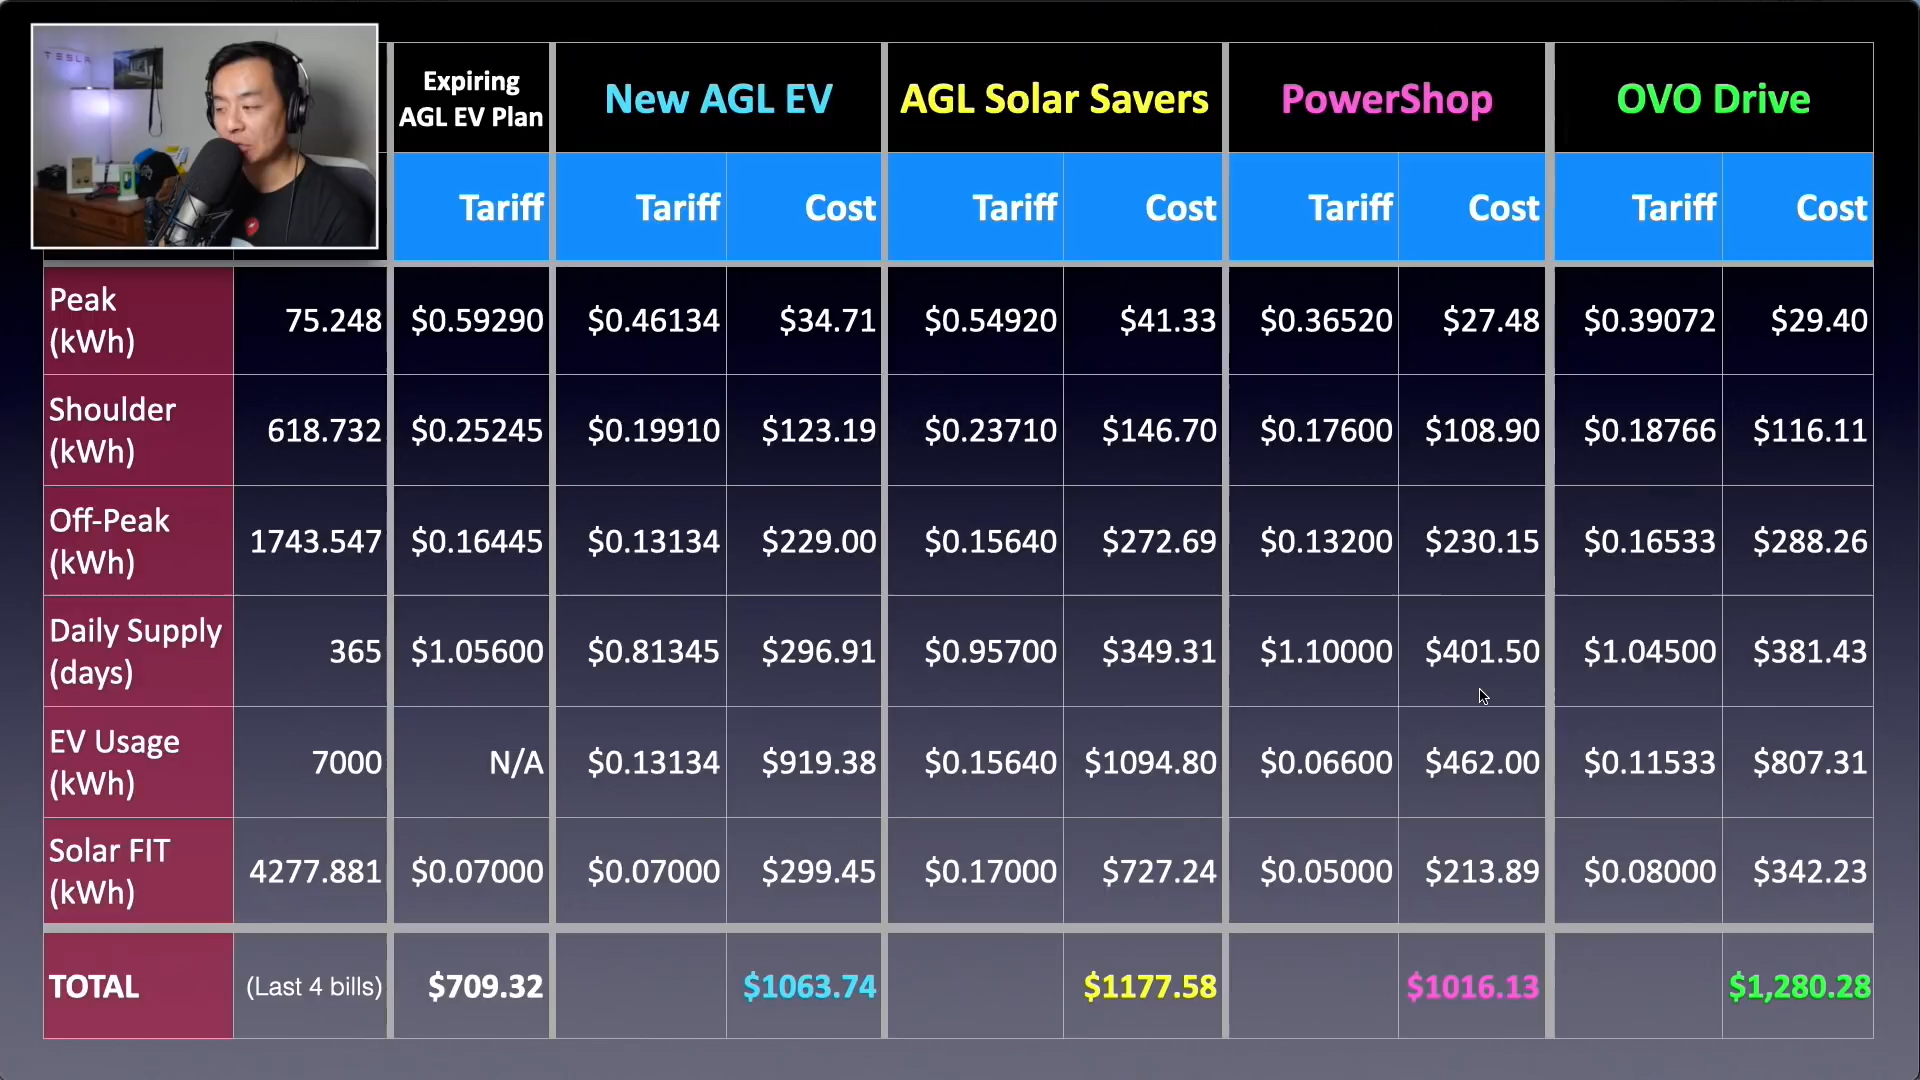 TESLA
Expiring
AGL EV Plan
New AGL EV
AGL Solar Savers
PowerShop
OVO Drive
Tariff Tariff Cost Tariff Cost Tariff Cost Tariff Cost
Peak
(kWh)
75.248 $0.59290 $0.46134 $34.71 $0.54920 $41.33 $0.36520 $27.48 $0.39072 $29.40
Shoulder
(kWh)
618.732 $0.25245 $0.19910 $123.19 $0.23710 $146.70 $0.17600 $108.90 $0.18766 $116.11
Off-Peak
(kWh)
1743.547 $0.16445 $0.13134 $229.00 $0.15640 $272.69 $0.13200 $230.15 $0.16533 $288.26
Daily Supply
(days)
365 $1.05600 $0.81345 $296.91 $0.95700 $349.31 $1.10000 $401.50 $1.04500 $381.43
EV Usage
(kWh)
7000 N/A $0.13134 $919.38 $0.15640 $1094.80 $0.06600 $462.00 $0.11533 $807.31
Solar FIT
(kWh)
4277.881 $0.07000 $0.07000 $299.45 $0.17000 $727.24 $0.05000 $213.89 $0.08000 $342.23
TOTAL (Last 4 bills) $709.32 $1063.74 $1177.58 $1016.13 $1,280.28